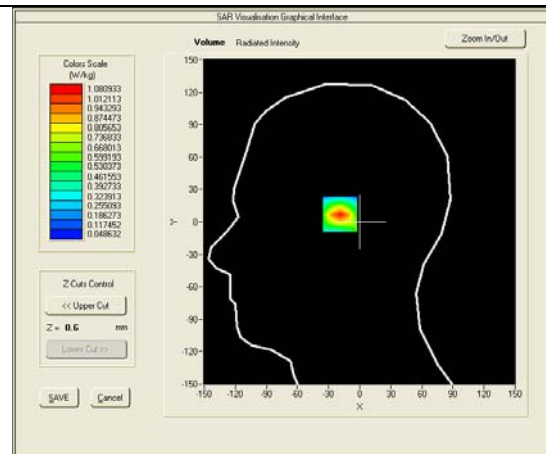 SAR Visualisation Graphical Interface
Volume Radiated Intensity
Zoom In/Out
Colors Scale
(W/kg)
1.080933
1.012113
0.943293
0.874473
0.805653
0.736833
0.668013
0.599193
0.530373
0.461553
0.392733
0.323913
0.255093
0.186273
0.117452
0.048632
Z Cuts Control
<< Upper Cut
Z = 0.6 mm
Lower Cut >>
SAVE Cancel
150
120
90
60
30
0
-30
-60
-90
-120
-150
Y
-150 -120 -90 -60 -30 0 30 60 90 120 150
X